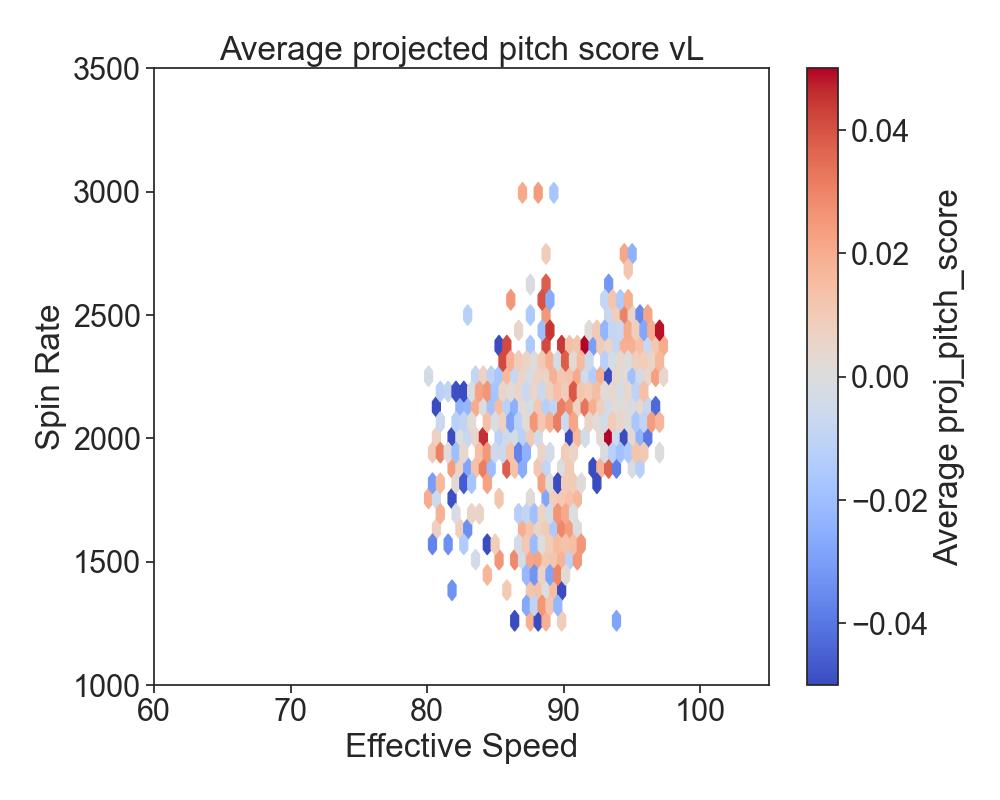 Average projected pitch score vL
3500
3000
2500
2000
1500
1000
Spin Rate
60 70 80 90 100
Effective Speed
0.04
0.02
0.00
−0.02
−0.04
Average proj_pitch_score